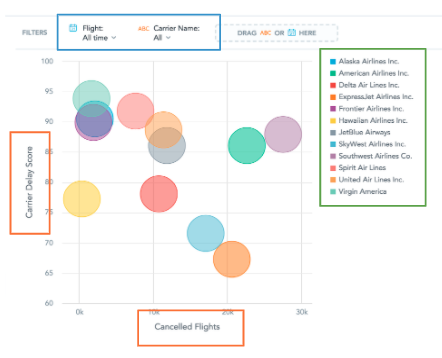 FILTERS
Flight:
All time
ABC Carrier Name:
All
DRAG ABC OR HERE
100
95
90
85
80
75
70
65
60
Carrier Delay Score
0k
10k
20k
30k
Cancelled Flights
Alaska Airlines Inc.
American Airlines Inc.
Delta Air Lines Inc.
ExpressJet Airlines Inc.
Frontier Airlines Inc.
Hawaiian Airlines Inc.
JetBlue Airways
SkyWest Airlines Inc.
Southwest Airlines Co.
Spirit Air Lines
United Air Lines Inc.
Virgin America